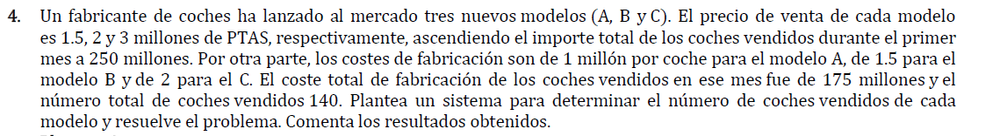 4. Un fabricante de coches ha lanzado al mercado tres nuevos modelos (A, B y C). El precio de venta de cada modelo
es 1.5, 2 y 3 millones de PTAS, respectivamente, ascendiendo el importe total de los coches vendidos durante el primer
mes a 250 millones. Por otra parte, los costes de fabricación son de 1 millón por coche para el modelo A, de 1.5 para el
modelo B y de 2 para el C. El coste total de fabricación de los coches vendidos en ese mes fue de 175 millones y el
número total de coches vendidos 140. Plantea un sistema para determinar el número de coches vendidos de cada
modelo y resuelve el problema. Comenta los resultados obtenidos.